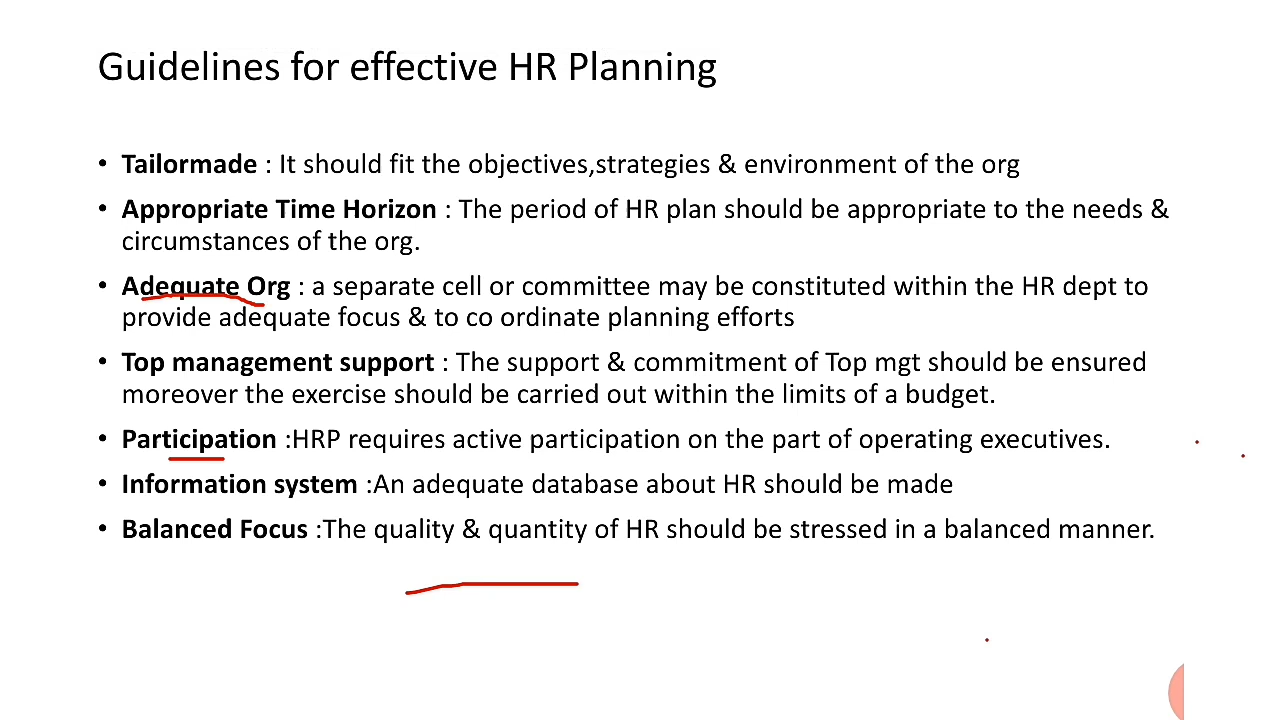 Guidelines for effective HR Planning
• Tailormade : It should fit the objectives,strategies & environment of the org
• Appropriate Time Horizon : The period of HR plan should be appropriate to the needs &
circumstances of the org.
• Adequate Org : a separate cell or committee may be constituted within the HR dept to
provide adequate focus & to co ordinate planning efforts
• Top management support : The support & commitment of Top mgt should be ensured
moreover the exercise should be carried out within the limits of a budget.
• Participation :HRP requires active participation on the part of operating executives.
• Information system :An adequate database about HR should be made
• Balanced Focus :The quality & quantity of HR should be stressed in a balanced manner.